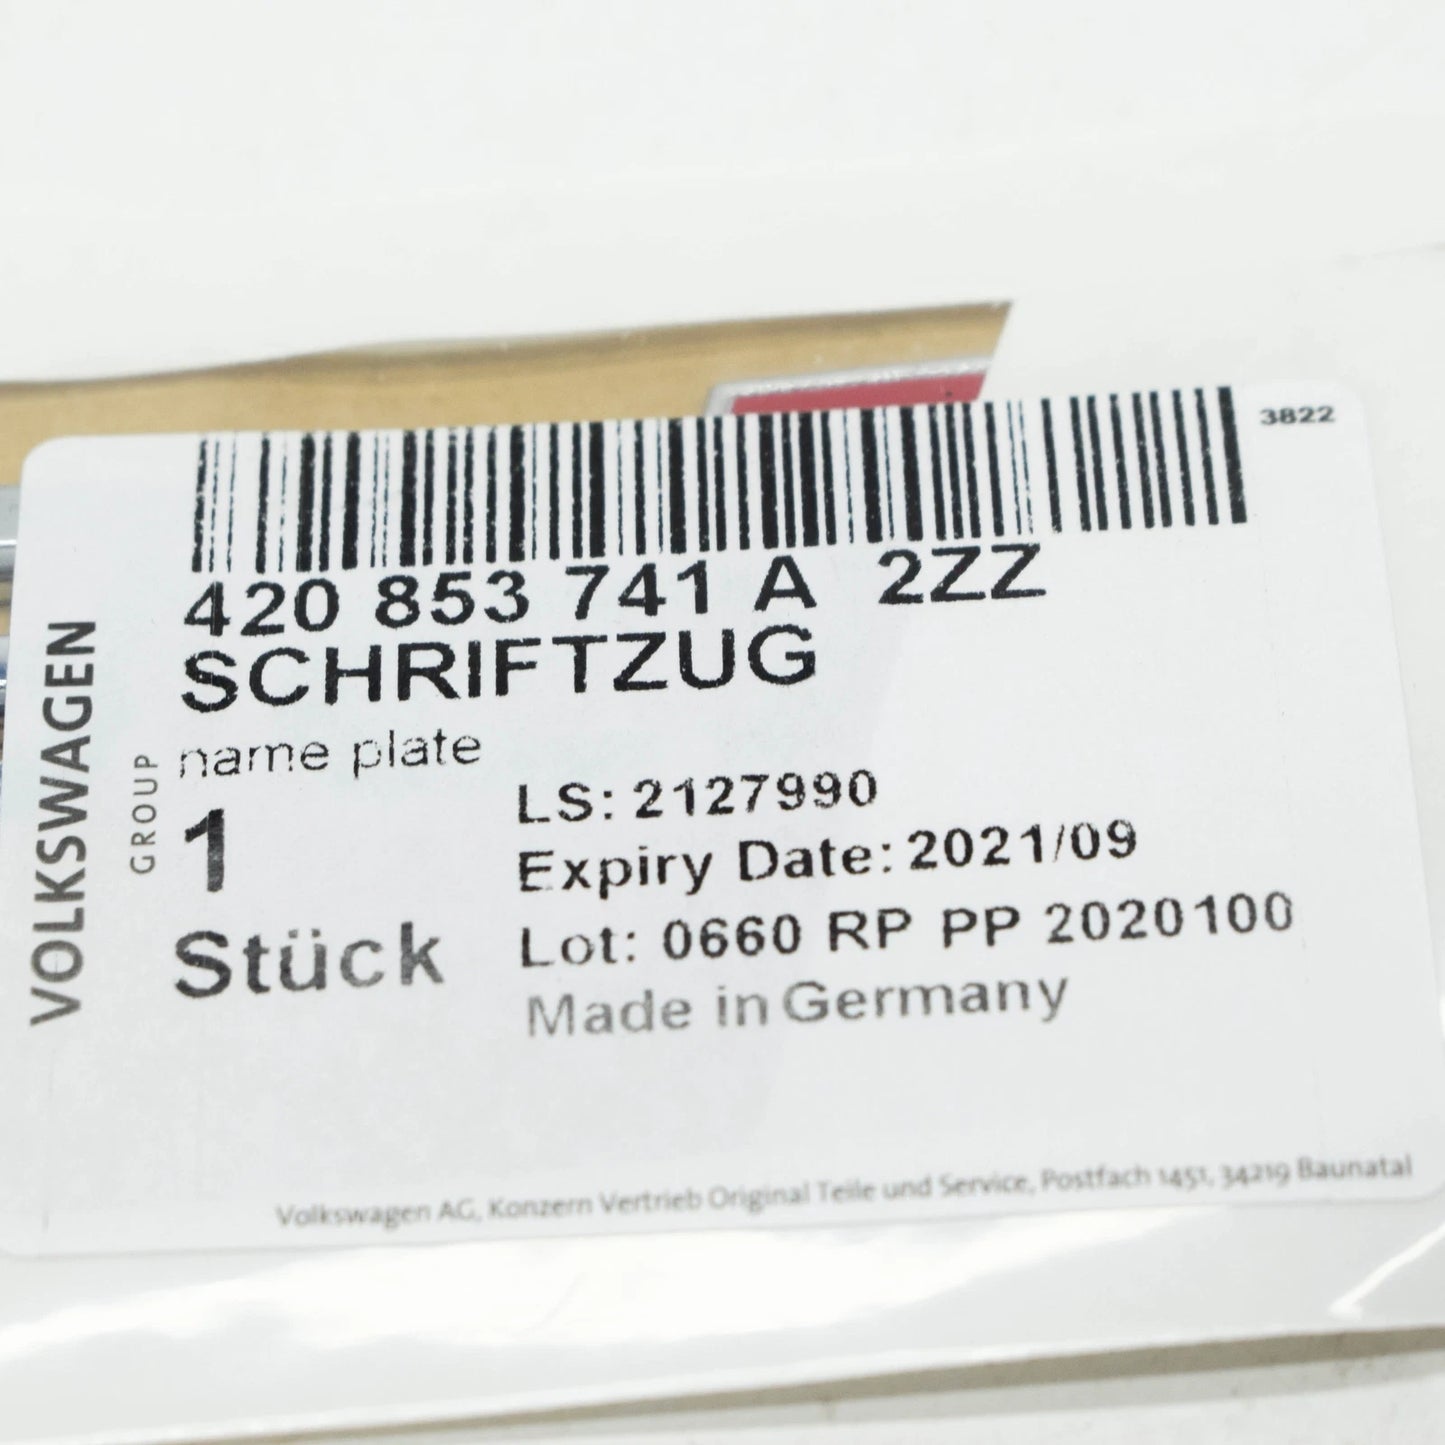 3822
420 853 741 A 2ZZ
SCHRIFTZUG
name plate
1
Stück
LS: 2127990
Expiry Date: 2021/09
Lot: 0660 RP PP 2020100
Made in Germany
VOLKSWAGEN
GROUP
Volkswagen AG, Konzern Vertrieb Original Teile und Service, Postfach 1451, 34219 Baunatal